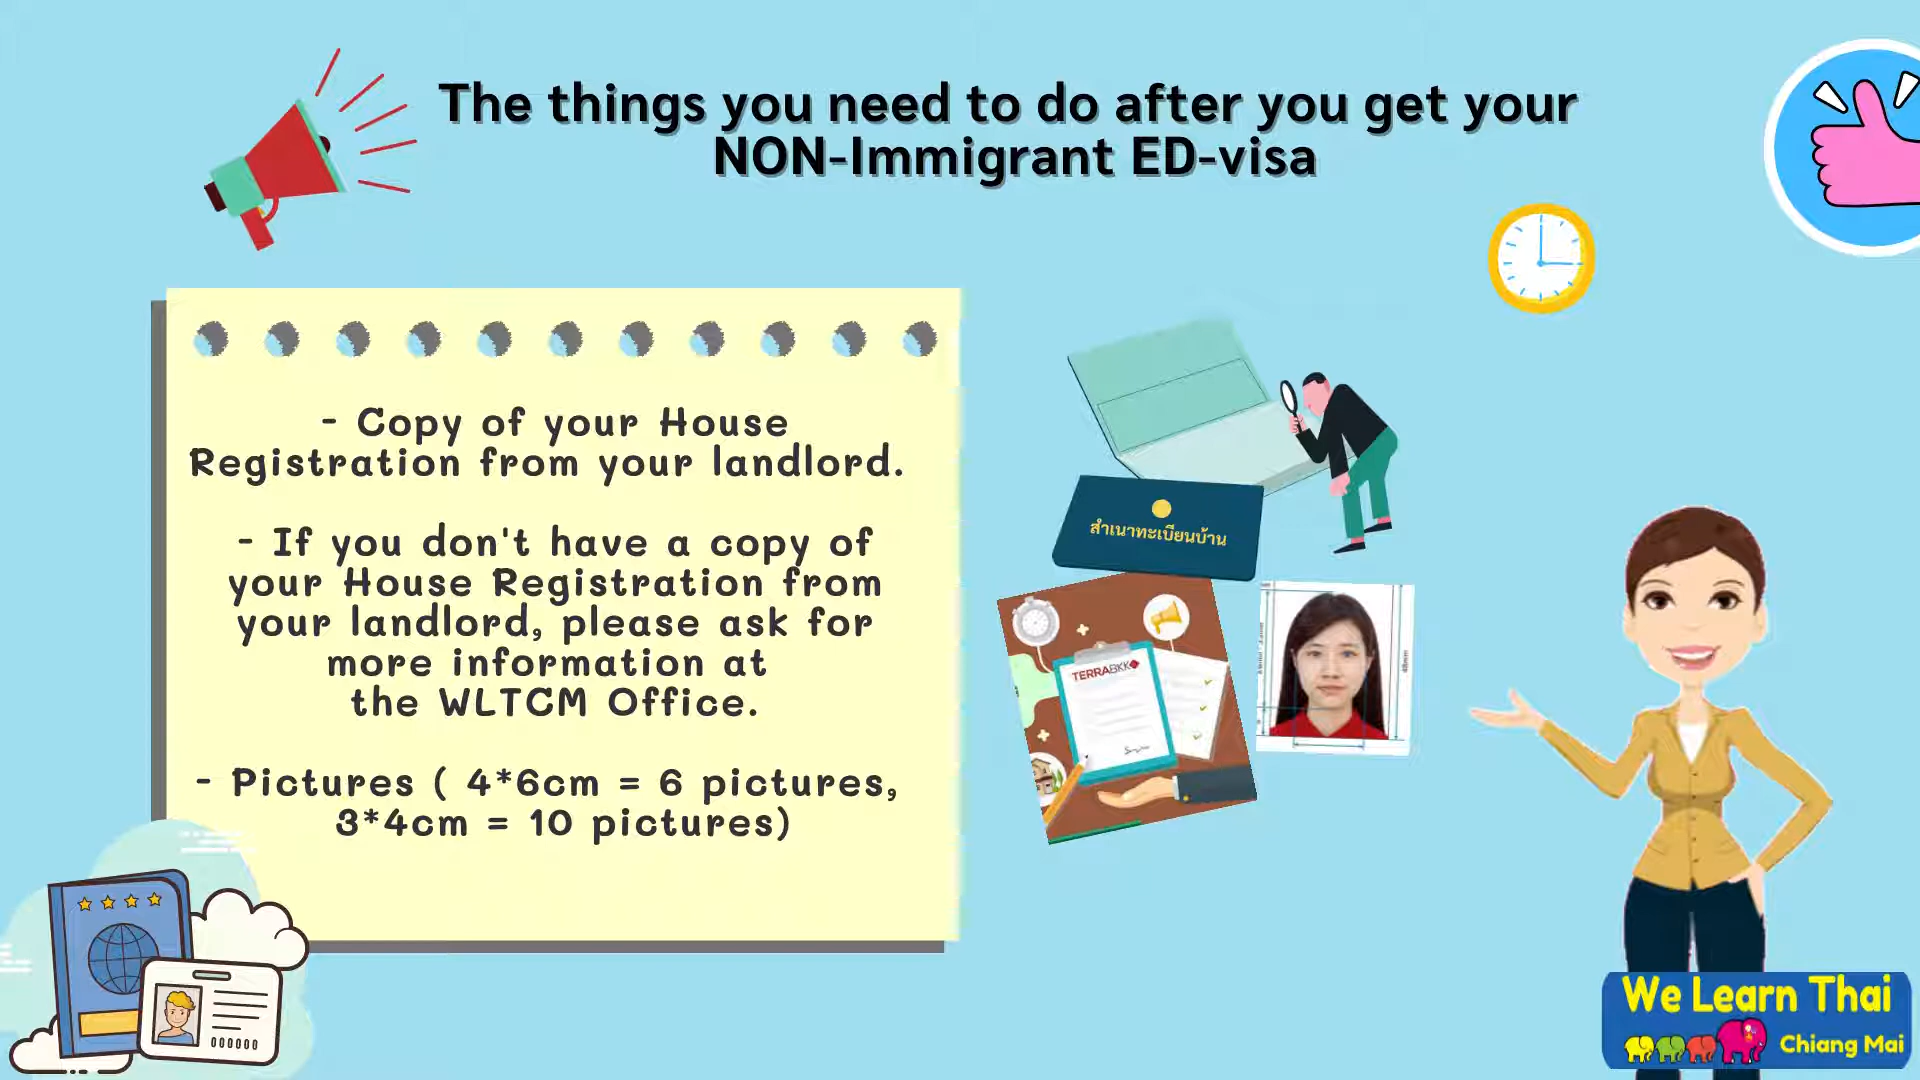 The things you need to do after you get your
NON-Immigrant ED-visa
- Copy of your House
Registration from your landlord.
- If you don't have a copy of
your House Registration from
your landlord, please ask for
more information at
the WLTCM Office.
- Pictures ( 4*6cm = 6 pictures,
3*4cm = 10 pictures)
สำเนาทะเบียนบ้าน
TERRABKK
We Learn Thai
Chiang Mai